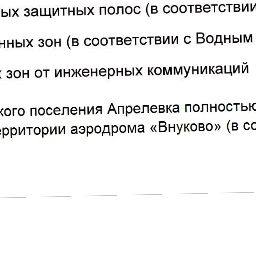 ых защитных полос (в соответствии
нных зон (в соответствии с Водным
зон от инженерных коммуникаций
кого поселения Апрелевка полностью
ерритории аэродрома «Внуково» (в со